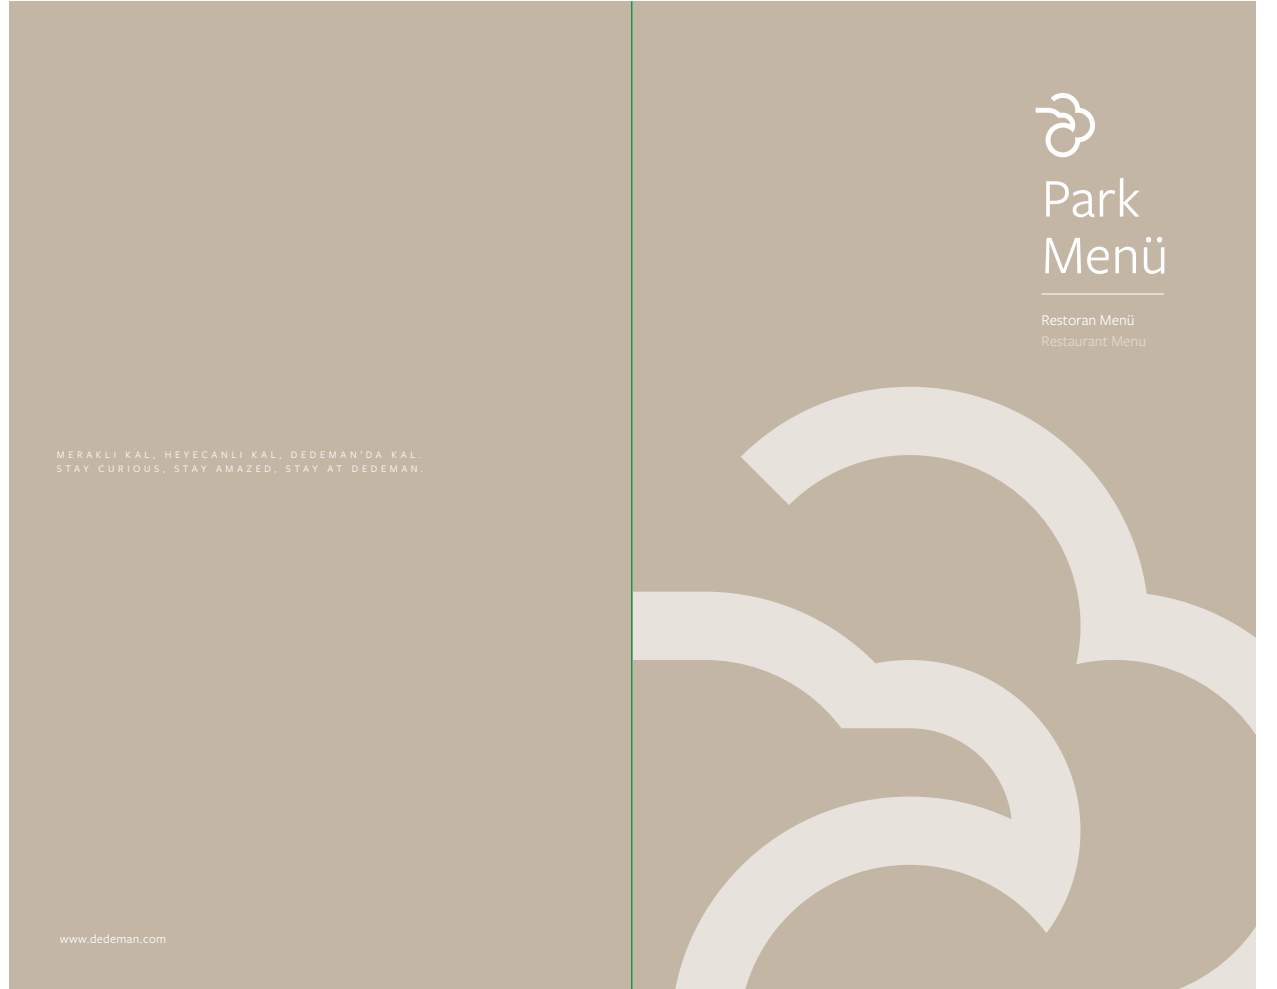 MERAKLI KAL, HEYECANLI KAL, DEDEMAN'DA KAL.
STAY CURIOUS, STAY AMAZED, STAY AT DEDEMAN.
www.dedeman.com
Park
Menü
Restoran Menü
Restaurant Menu